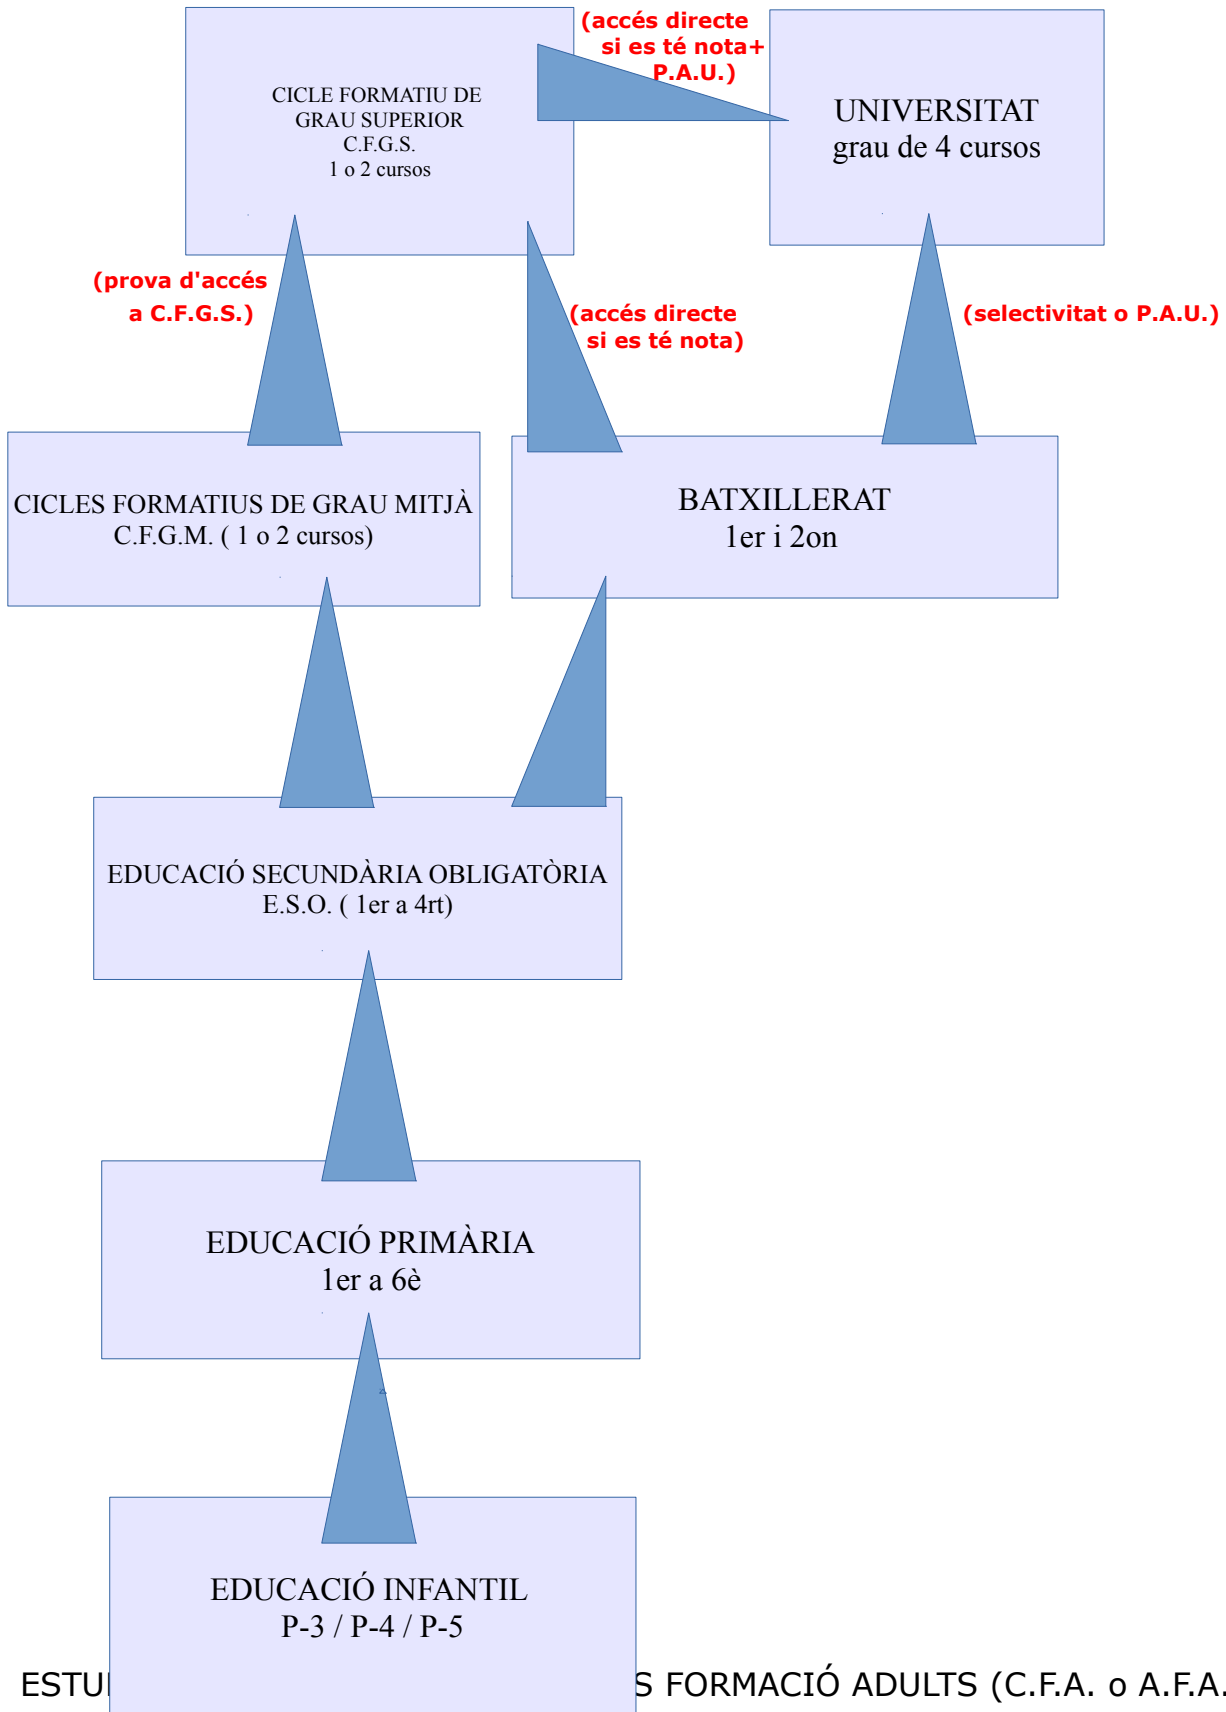 (accés directe
si es té nota+
P.A.U.)
CICLE FORMATIU DE
GRAU SUPERIOR
C.F.G.S.
1 o 2 cursos
UNIVERSITAT
grau de 4 cursos
(prova d'accés
a C.F.G.S.)
(accés directe
si es té nota)
(selectivitat o P.A.U.)
CICLES FORMATIUS DE GRAU MITJÀ
C.F.G.M. ( 1 o 2 cursos)
BATXILLERAT
1er i 2on
EDUCACIÓ SECUNDÀRIA OBLIGATÒRIA
E.S.O. ( 1er a 4rt)
EDUCACIÓ PRIMÀRIA
1er a 6è
EDUCACIÓ INFANTIL
P-3 / P-4 / P-5
FORMACIÓ ADULTS (C.F.A. o A.F.A.